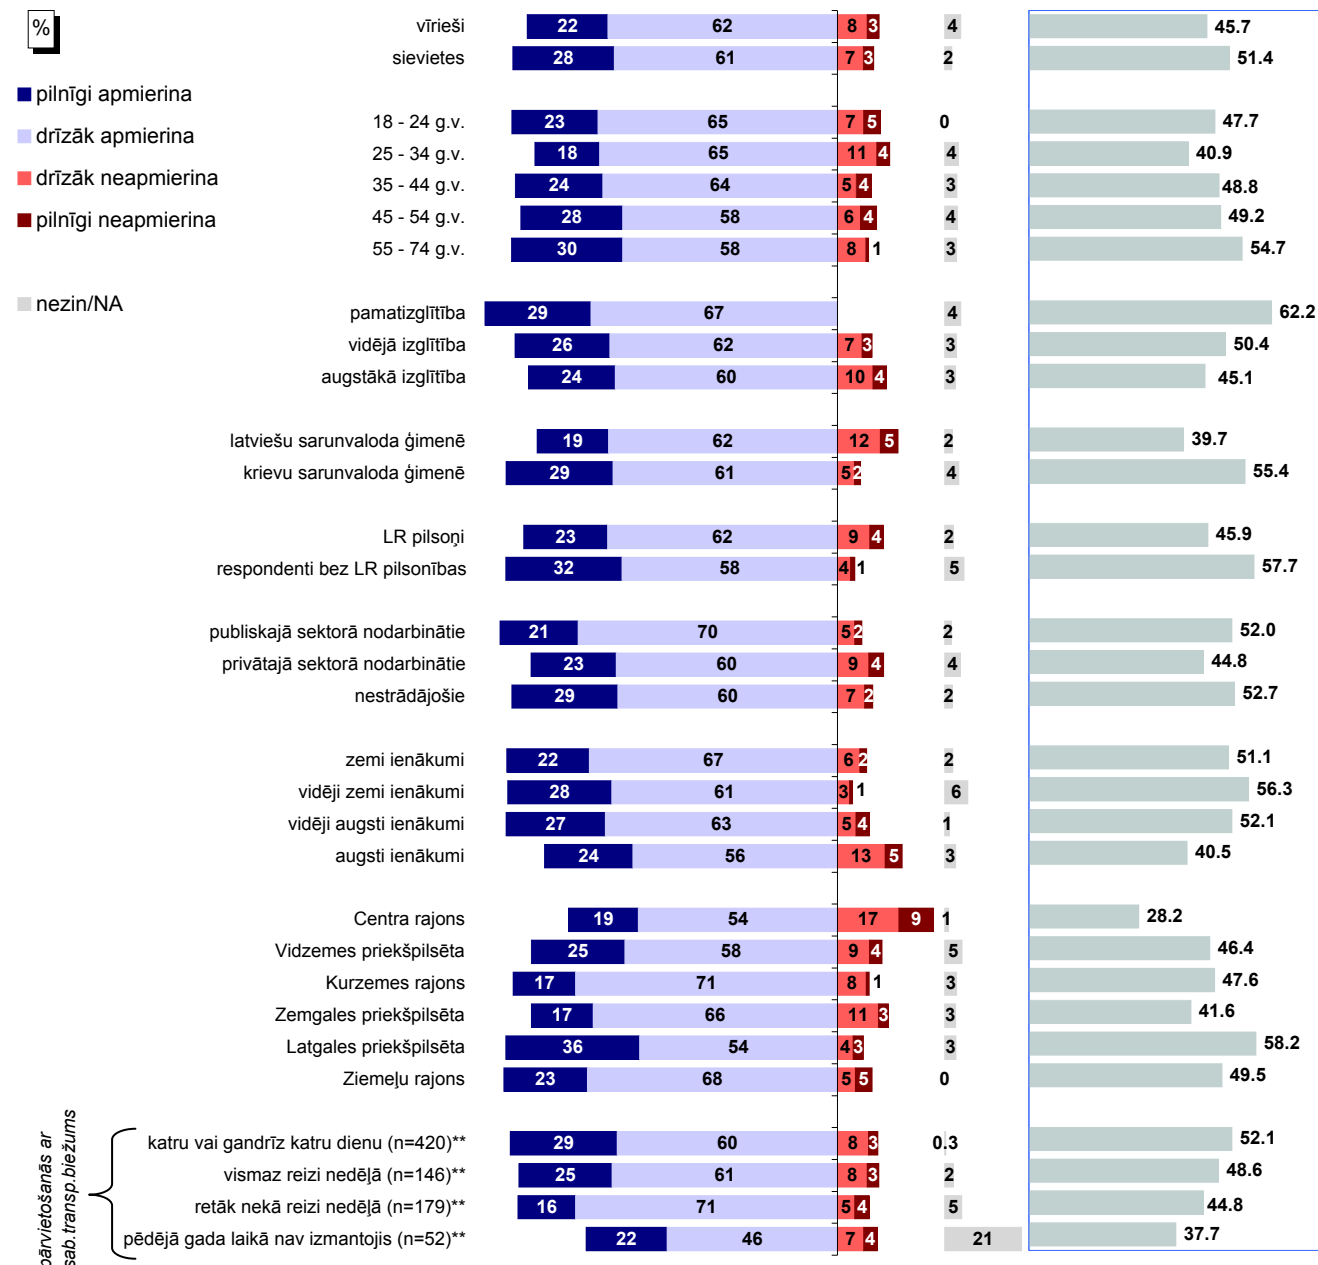 %
pilnīgi apmierina
drīzāk apmierina
drīzāk neapmierina
pilnīgi neapmierina
nezin/NA
vīrieši 22 62 8 3 4 45.7
sievietes 28 61 7 3 2 51.4
18 - 24 g.v. 23 65 7 5 0 47.7
25 - 34 g.v. 18 65 11 4 4 40.9
35 - 44 g.v. 24 64 5 4 3 48.8
45 - 54 g.v. 28 58 6 4 4 49.2
55 - 74 g.v. 30 58 8 1 3 54.7
pamatizglītība 29 67 4 62.2
vidējā izglītība 26 62 7 3 3 50.4
augstākā izglītība 24 60 10 4 3 45.1
latviešu sarunvaloda ģimenē 19 62 12 5 2 39.7
krievu sarunvaloda ģimenē 29 61 5 2 4 55.4
LR pilsoņi 23 62 9 4 2 45.9
respondenti bez LR pilsonības 32 58 4 1 5 57.7
publiskajā sektorā nodarbinātie 21 70 5 2 2 52.0
privātajā sektorā nodarbinātie 23 60 9 4 4 44.8
nestrādājošie 29 60 7 2 2 52.7
zemi ienākumi 22 67 6 2 2 51.1
vidēji zemi ienākumi 28 61 3 1 6 56.3
vidēji augsti ienākumi 27 63 5 4 1 52.1
augsti ienākumi 24 56 13 5 3 40.5
Centra rajons 19 54 17 9 1 28.2
Vidzemes priekšpilsēta 25 58 9 4 5 46.4
Kurzemes rajons 17 71 8 1 3 47.6
Zemgales priekšpilsēta 17 66 11 3 3 41.6
Latgales priekšpilsēta 36 54 4 3 3 58.2
Ziemeļu rajons 23 68 5 5 0 49.5
pārvietošanās ar
sab.transp.biežums
katru vai gandrīz katru dienu (n=420)** 29 60 8 3 0.3 52.1
vismaz reizi nedēļā (n=146)** 25 61 8 3 2 48.6
retāk nekā reizi nedēļā (n=179)** 16 71 5 4 5 44.8
pēdējā gada laikā nav izmantojis (n=52)** 22 46 7 4 21 37.7